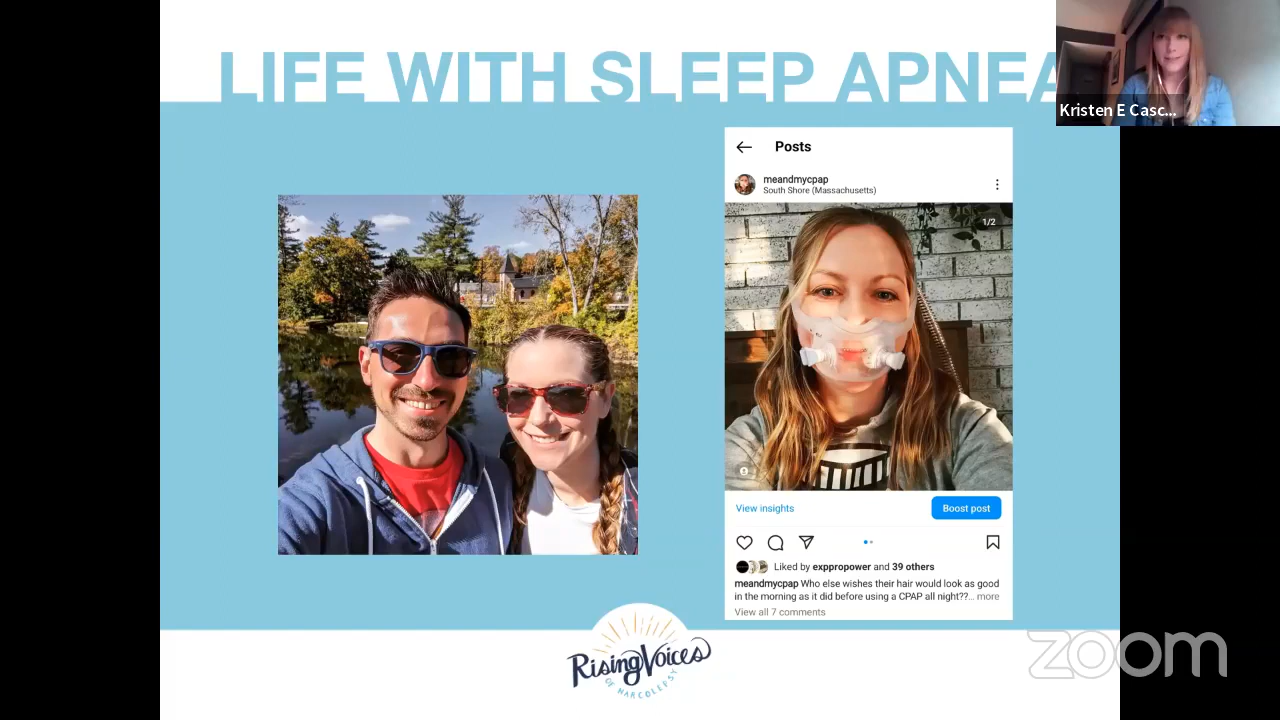 LIFE WITH SLEEP APNEA
Kristen E Casc...
Posts
meandmycpap
South Shore (Massachusetts)
1/2
View insights
Boost post
Liked by exppropower and 39 others
meandmycpap Who else wishes their hair would look as good
in the morning as it did before using a CPAP all night??... more
View all 7 comments
Rising Voices
OF NARCOLEPSY
zoom